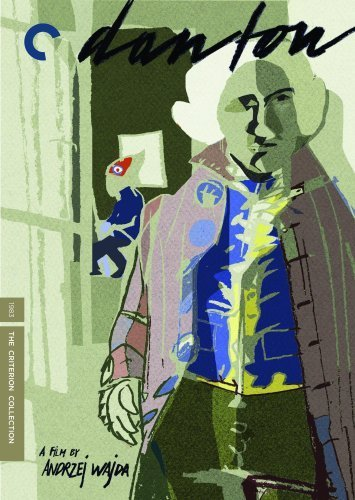 danton
1983
THE CRITERION COLLECTION
A FILM BY
ANDRZEJ WAJDA